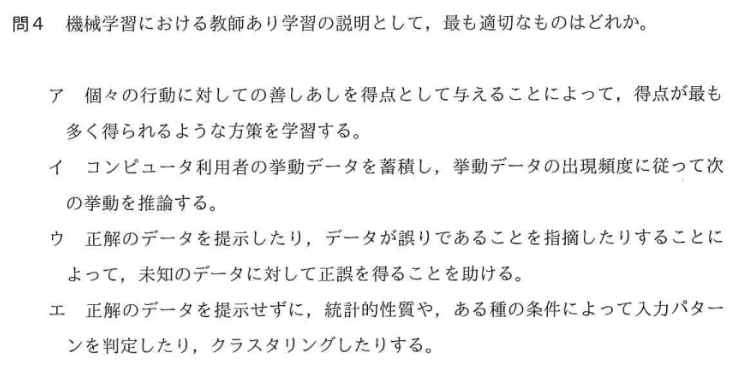 問4　機械学習における教師あり学習の説明として，最も適切なものはどれか。
ア　個々の行動に対しての善しあしを得点として与えることによって，得点が最も
多く得られるような方策を学習する。
イ　コンピュータ利用者の挙動データを蓄積し，挙動データの出現頻度に従って次
の挙動を推論する。
ウ　正解のデータを提示したり，データが誤りであることを指摘したりすることに
よって，未知のデータに対して正誤を得ることを助ける。
エ　正解のデータを提示せずに，統計的性質や，ある種の条件によって入力パター
ンを判定したり，クラスタリングしたりする。